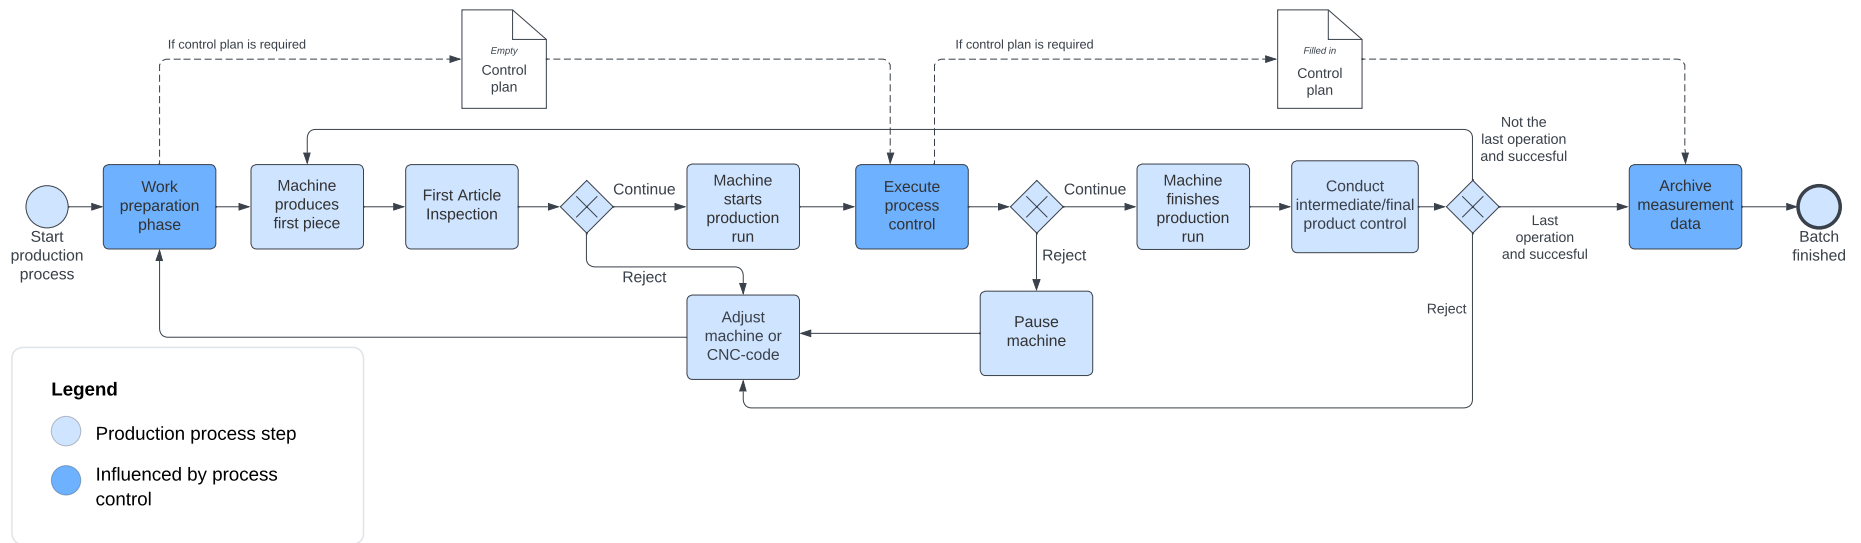 If control plan is required
Empty
Control
plan
If control plan is required
Filled in
Control
plan
Not the
last operation
and succesful
Start
production
process
Work
preparation
phase
Machine
produces
first piece
First Article
Inspection
Continue
Reject
Machine
starts
production
run
Execute
process
control
Continue
Reject
Machine
finishes
production
run
Conduct
intermediate/final
product control
Last
operation
and succesful
Reject
Archive
measurement
data
Batch
finished
Adjust
machine or
CNC-code
Pause
machine
Legend
Production process step
Influenced by process
control